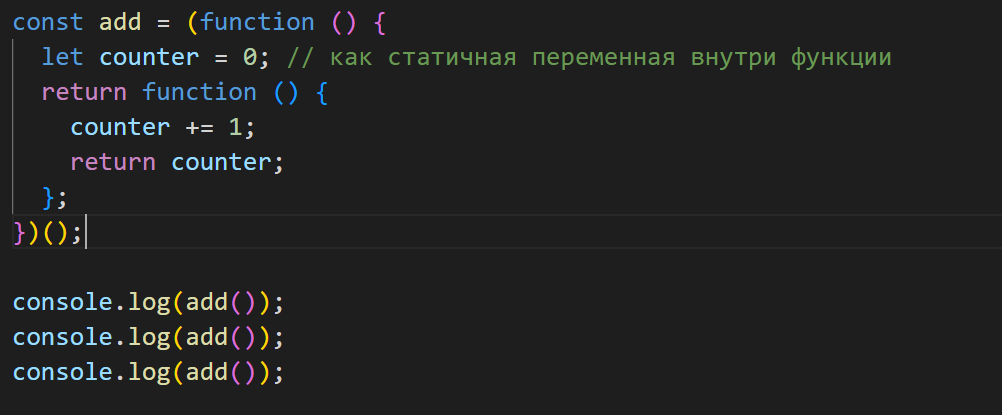 const add = (function () {
  let counter = 0; // как статичная переменная внутри функции
  return function () {
    counter += 1;
    return counter;
  };
})();

console.log(add());
console.log(add());
console.log(add());